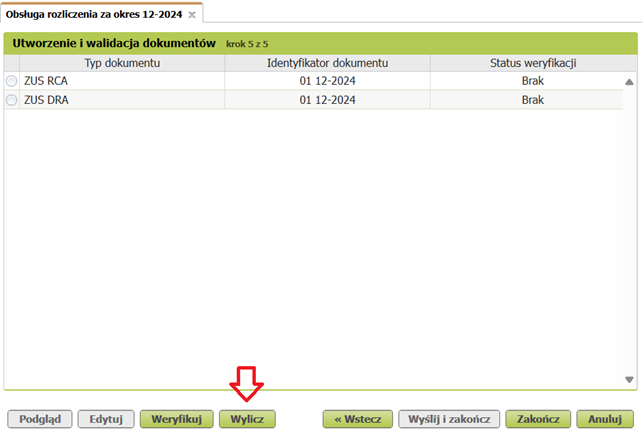 Obsługa rozliczenia za okres 12-2024 ×
Utworzenie i walidacja dokumentów krok 5 z 5
Typ dokumentu Identyfikator dokumentu Status weryfikacji
ZUS RCA 01 12-2024 Brak
ZUS DRA 01 12-2024 Brak
Podgląd Edytuj Weryfikuj Wylicz « Wstecz Wyślij i zakończ Zakończ Anuluj